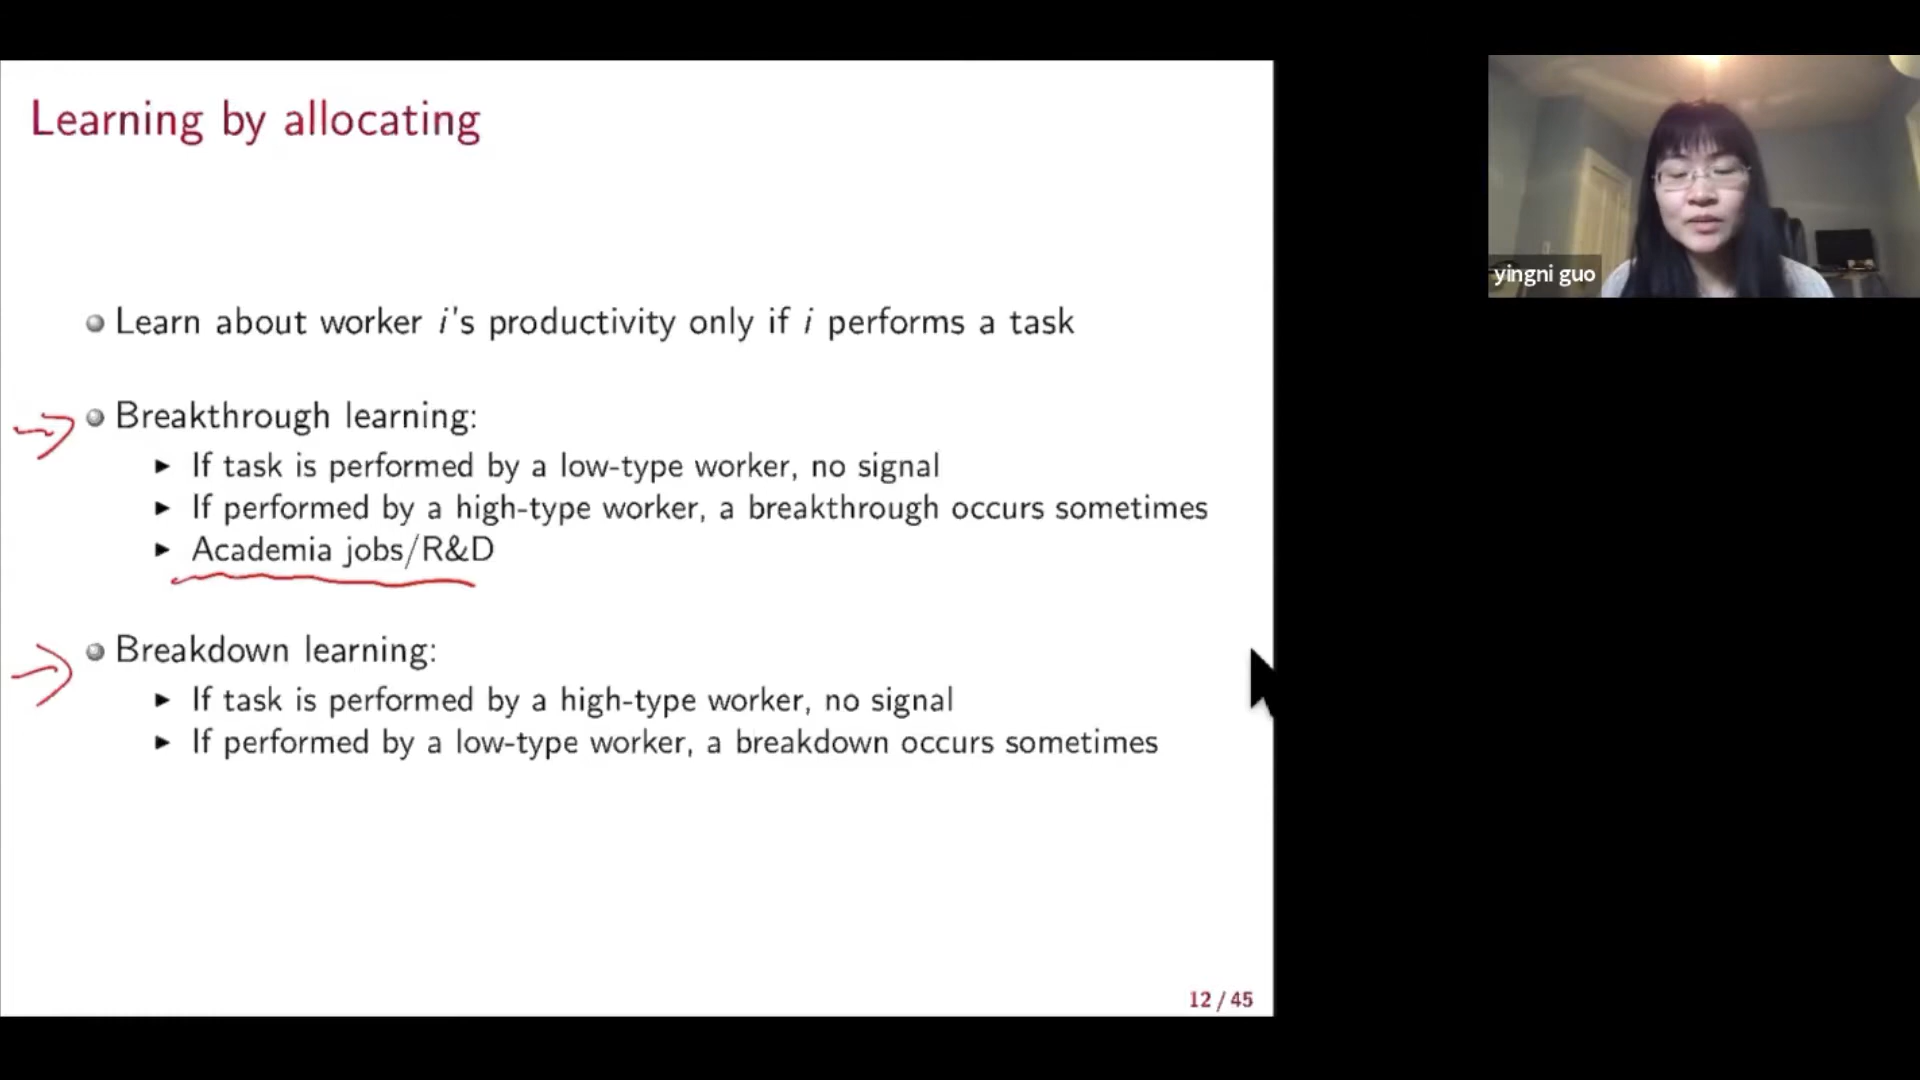 Learning by allocating
Learn about worker i's productivity only if i performs a task
Breakthrough learning:
If task is performed by a low-type worker, no signal
If performed by a high-type worker, a breakthrough occurs sometimes
Academia jobs/R&D
Breakdown learning:
If task is performed by a high-type worker, no signal
If performed by a low-type worker, a breakdown occurs sometimes
12 / 45
yingni guo